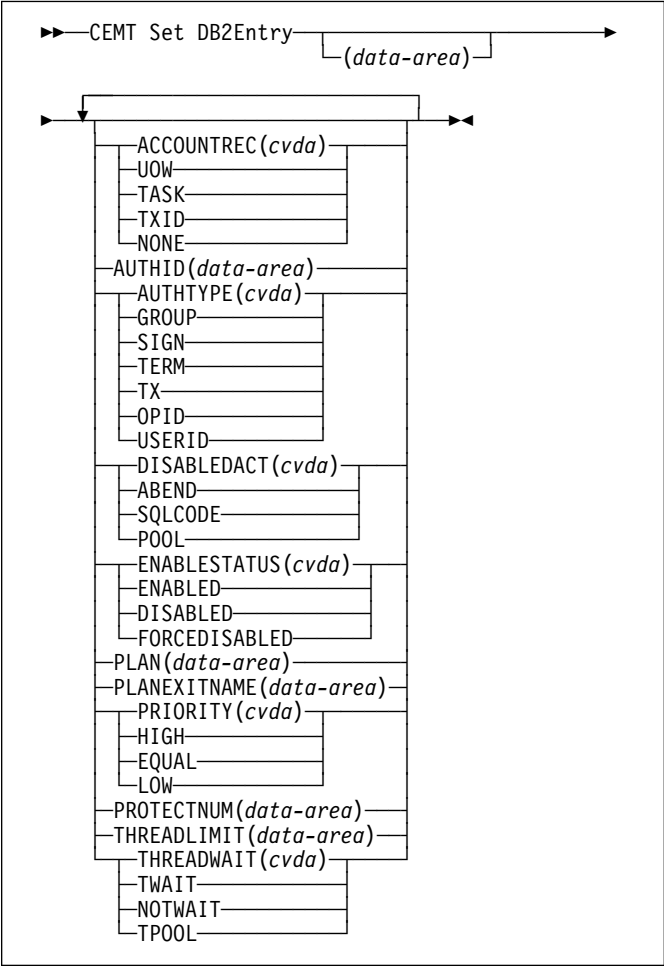 CEMT Set DB2Entry
(data-area)
ACCOUNTREC(cvda)
UOW
TASK
TXID
NONE
AUTHID(data-area)
AUTHTYPE(cvda)
GROUP
SIGN
TERM
TX
OPID
USERID
DISABLEDACT(cvda)
ABEND
SQLCODE
POOL
ENABLESTATUS(cvda)
ENABLED
DISABLED
FORCEDISABLED
PLAN(data-area)
PLANEXITNAME(data-area)
PRIORITY(cvda)
HIGH
EQUAL
LOW
PROTECTNUM(data-area)
THREADLIMIT(data-area)
THREADWAIT(cvda)
TWAIT
NOTWAIT
TPOOL